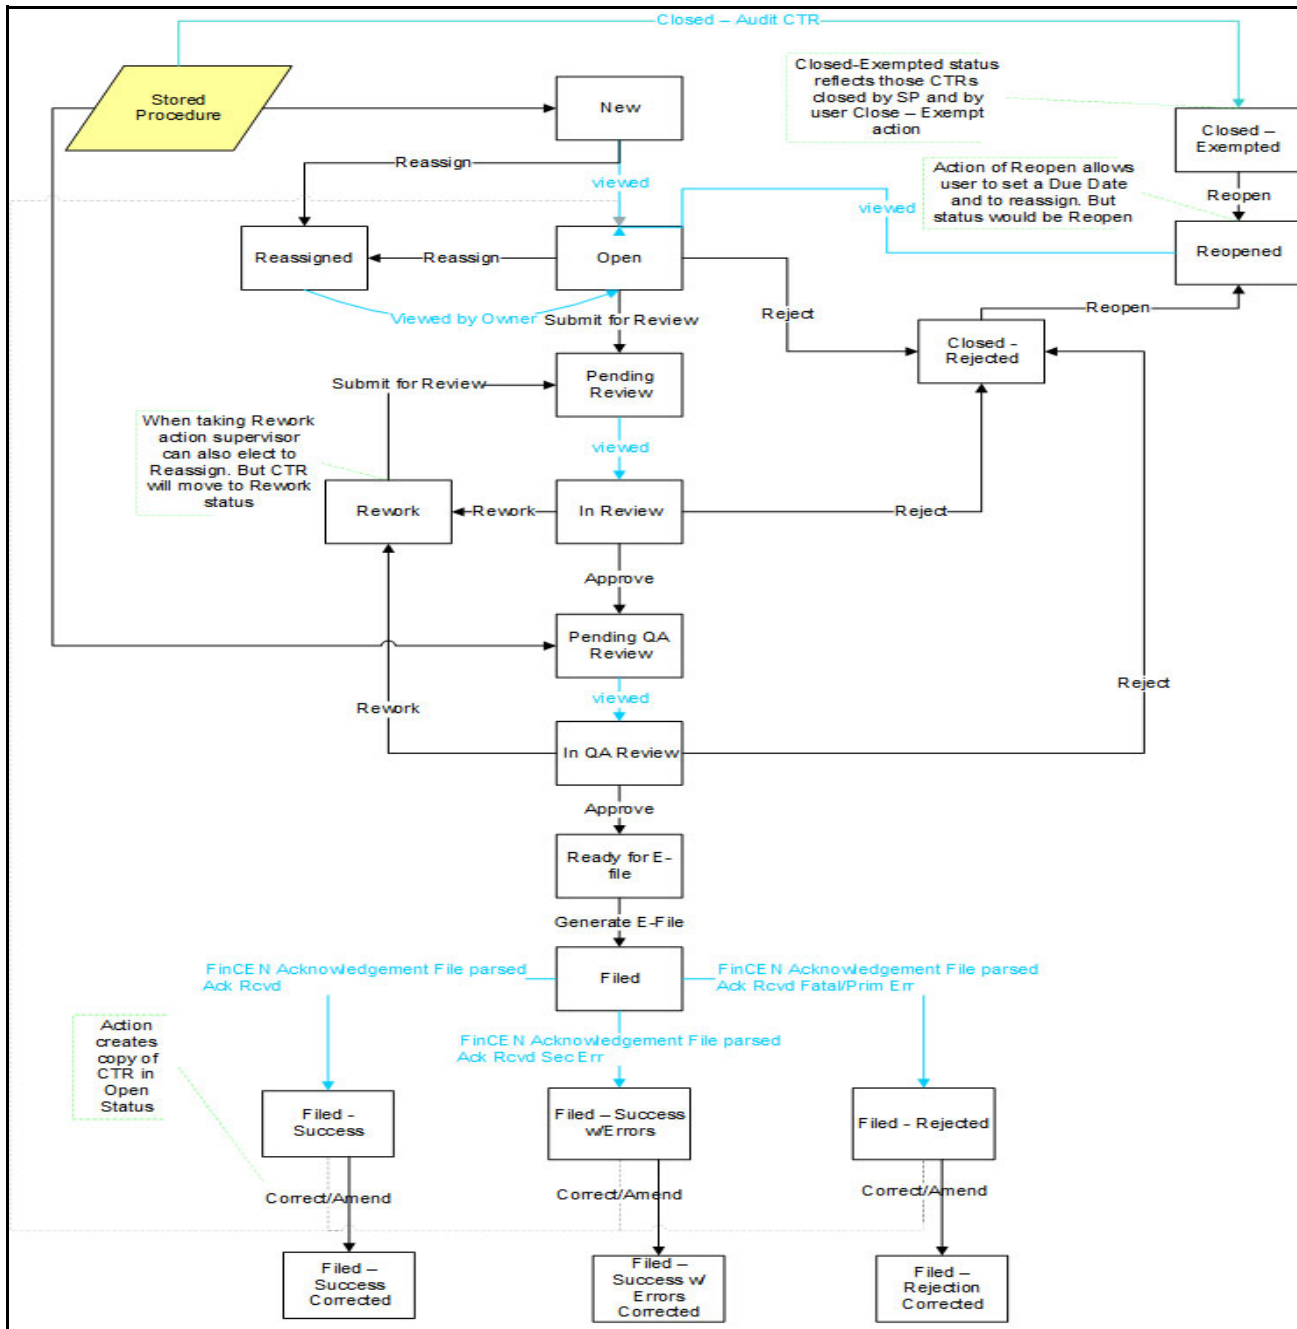 Closed – Audit CTR
Stored
Procedure
New
Closed-Exempted status
reflects those CTRs
closed by SP and by
user Close – Exempt
action
Closed –
Exempted
Reassign
viewed
Action of Reopen allows
user to set a Due Date
and to reassign. But
status would be Reopen
Reopen
viewed
Reassigned
Reassign
Open
Reopened
Viewed by Owner
Submit for Review
Reject
Reopen
Closed -
Rejected
Submit for Review
Pending
Review
When taking Rework
action supervisor
can also elect to
Reassign. But CTR
will move to Rework
status
viewed
Rework
Rework
In Review
Reject
Approve
Pending QA
Review
Reject
viewed
Rework
In QA Review
Approve
Ready for E-
file
Generate E-File
Filed
FinCEN Acknowledgement File parsed
Ack Rcvd
FinCEN Acknowledgement File parsed
Ack Rcvd Fatal/Prim Err
FinCEN Acknowledgement File parsed
Ack Rcvd Sec Err
Action
creates
copy of
CTR in
Open
Status
Filed -
Success
Filed – Success
w/Errors
Filed - Rejected
Correct/Amend
Correct/Amend
Correct/Amend
Filed –
Success
Corrected
Filed –
Success w/
Errors
Corrected
Filed –
Rejection
Corrected